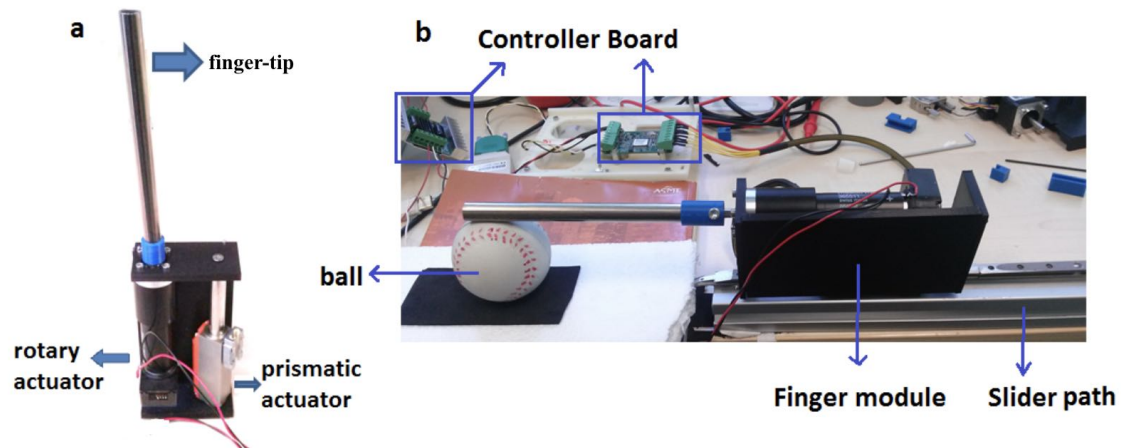 a
finger-tip
rotary
actuator
prismatic
actuator
b
Controller Board
ball
Finger module
Slider path